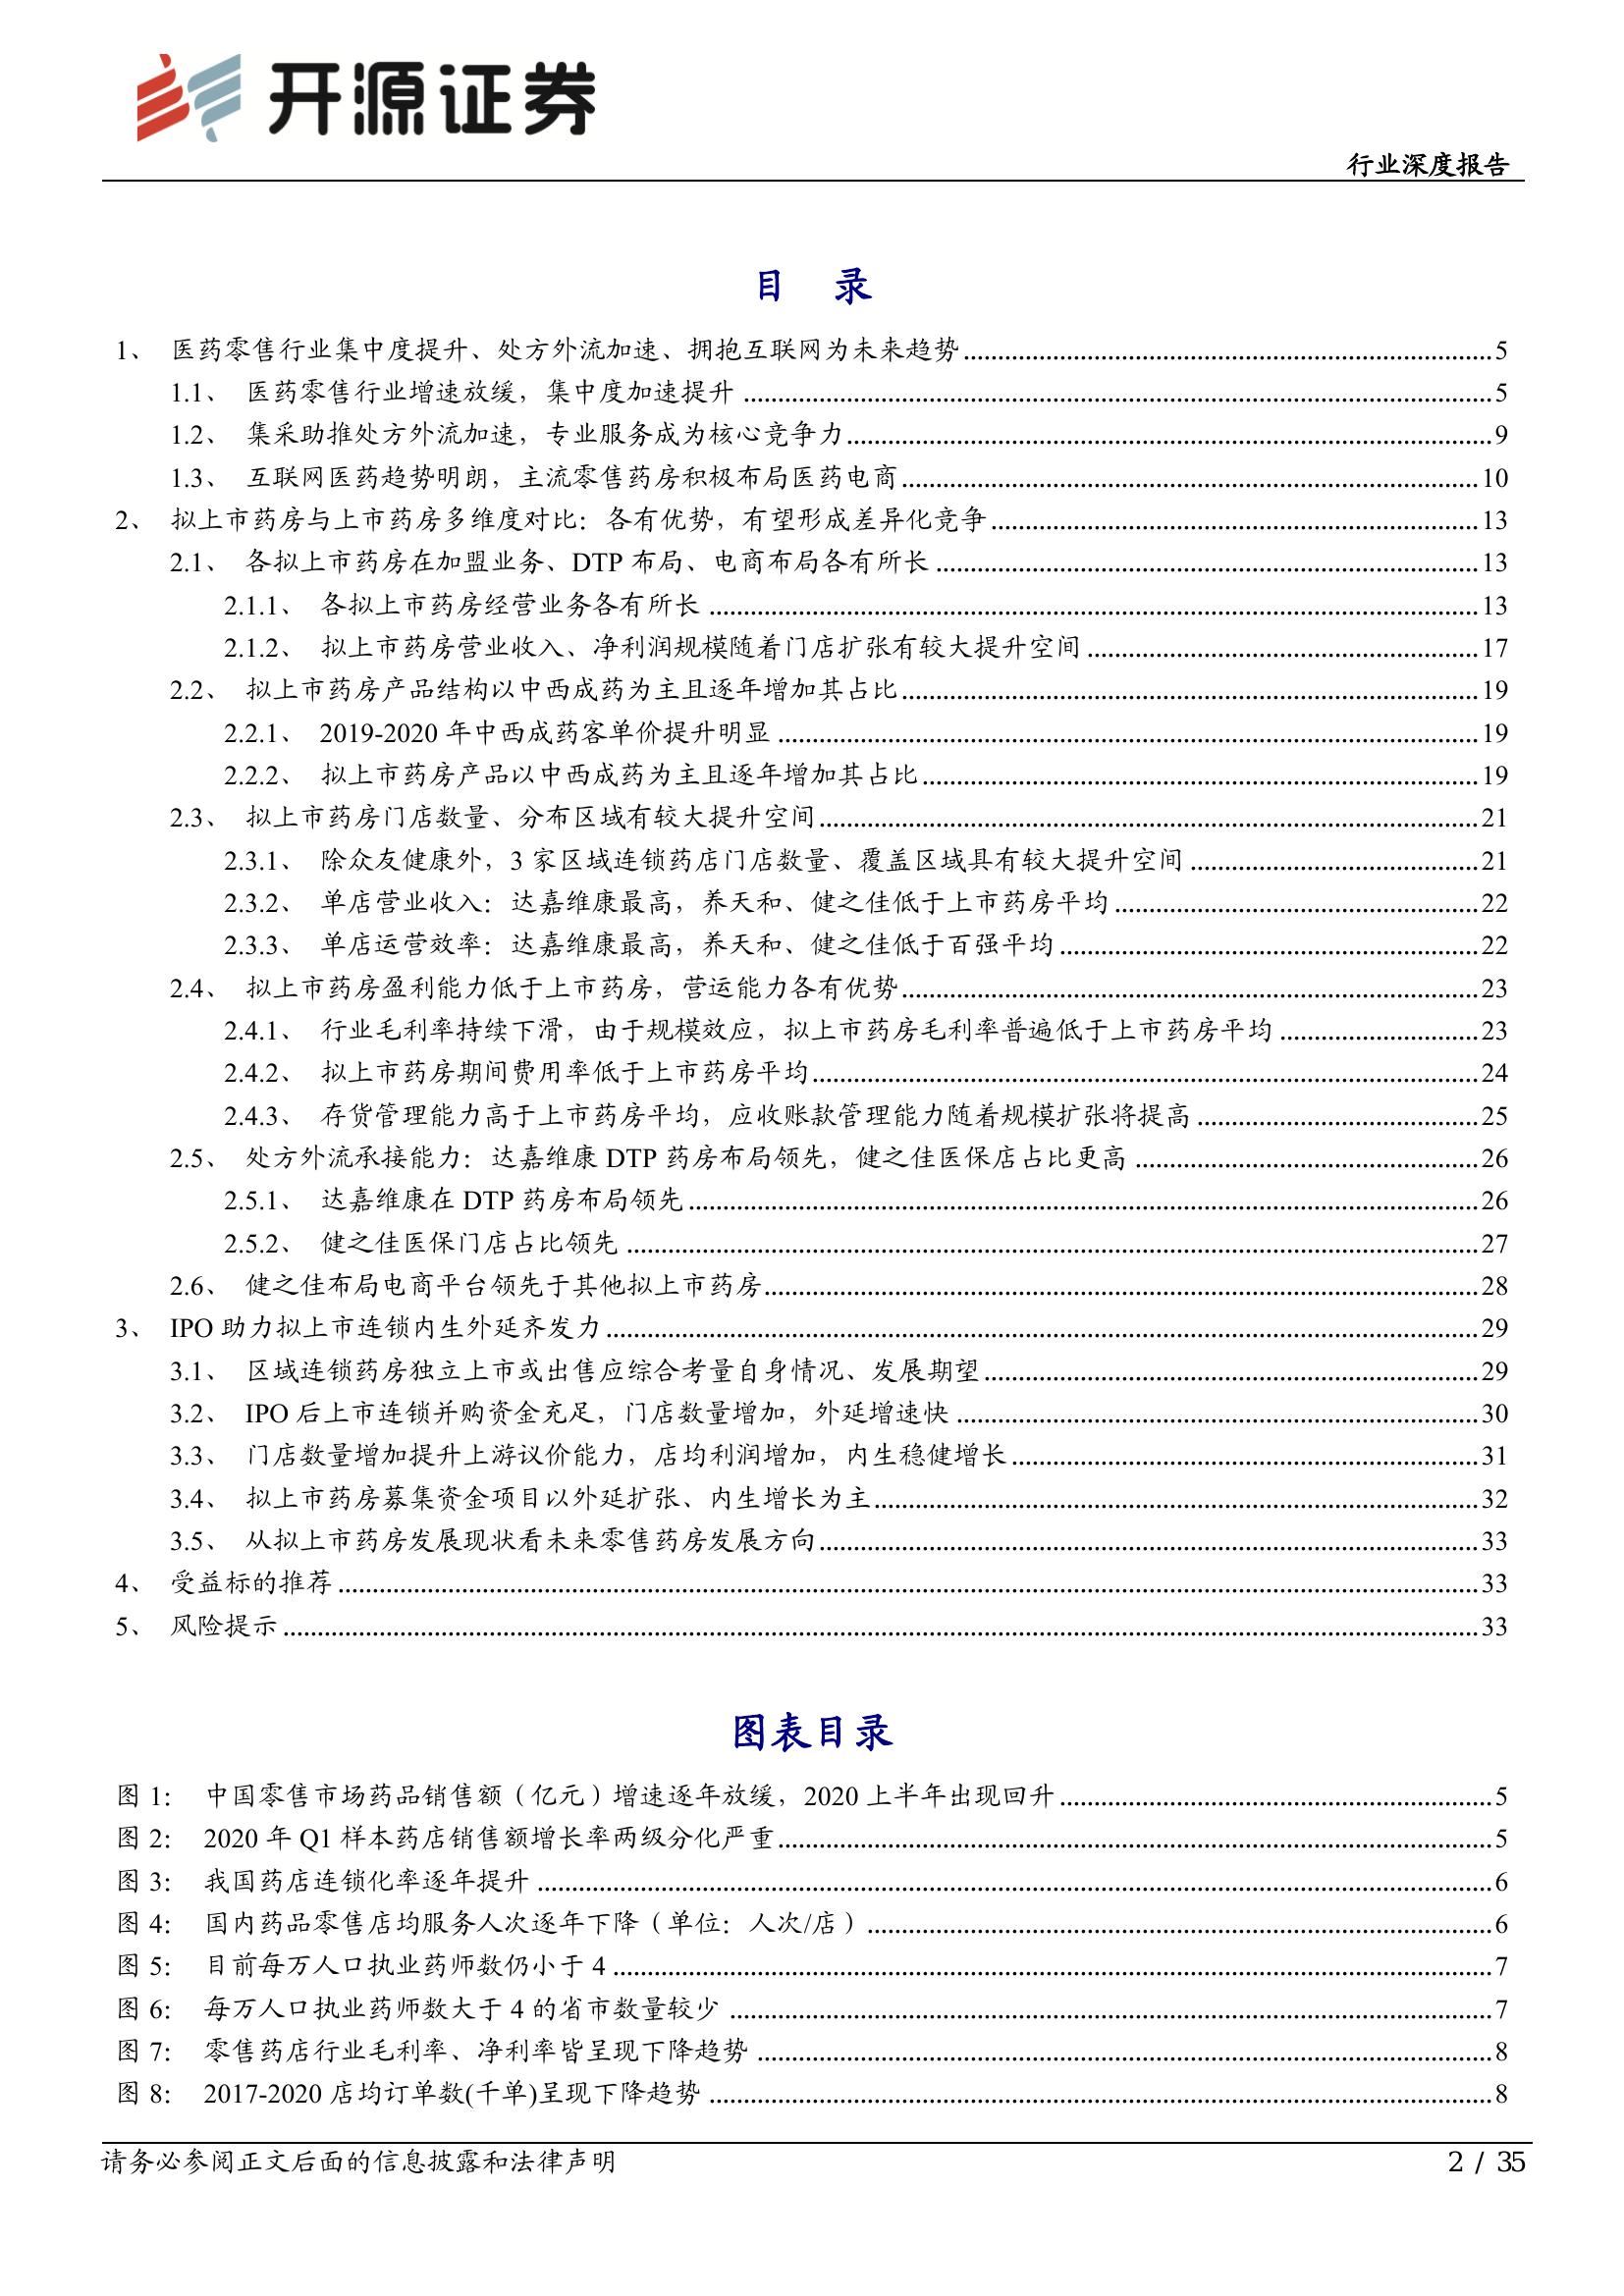 开源证券
行业深度报告
目 录
1、 医药零售行业集中度提升、处方外流加速、拥抱互联网为未来趋势 5
1.1、 医药零售行业增速放缓，集中度加速提升 5
1.2、 集采助推处方外流加速，专业服务成为核心竞争力 9
1.3、 互联网医药趋势明朗，主流零售药房积极布局医药电商 10
2、 拟上市药房与上市药房多维度对比：各有优势，有望形成差异化竞争 13
2.1、 各拟上市药房在加盟业务、DTP 布局、电商布局各有所长 13
2.1.1、 各拟上市药房经营业务各有所长 13
2.1.2、 拟上市药房营业收入、净利润规模随着门店扩张有较大提升空间 17
2.2、 拟上市药房产品结构以中西成药为主且逐年增加其占比 19
2.2.1、 2019-2020 年中西成药客单价提升明显 19
2.2.2、 拟上市药房产品以中西成药为主且逐年增加其占比 19
2.3、 拟上市药房门店数量、分布区域有较大提升空间 21
2.3.1、 除众友健康外，3 家区域连锁药店门店数量、覆盖区域具有较大提升空间 21
2.3.2、 单店营业收入：达嘉维康最高，养天和、健之佳低于上市药房平均 22
2.3.3、 单店运营效率：达嘉维康最高，养天和、健之佳低于百强平均 22
2.4、 拟上市药房盈利能力低于上市药房，营运能力各有优势 23
2.4.1、 行业毛利率持续下滑，由于规模效应，拟上市药房毛利率普遍低于上市药房平均 23
2.4.2、 拟上市药房期间费用率低于上市药房平均 24
2.4.3、 存货管理能力高于上市药房平均，应收账款管理能力随着规模扩张将提高 25
2.5、 处方外流承接能力：达嘉维康 DTP 药房布局领先，健之佳医保店占比更高 26
2.5.1、 达嘉维康在 DTP 药房布局领先 26
2.5.2、 健之佳医保门店占比领先 27
2.6、 健之佳布局电商平台领先于其他拟上市药房 28
3、 IPO 助力拟上市连锁内生外延齐发力 29
3.1、 区域连锁药房独立上市或出售应综合考量自身情况、发展期望 29
3.2、 IPO 后上市连锁并购资金充足，门店数量增加，外延增速快 30
3.3、 门店数量增加提升上游议价能力，店均利润增加，内生稳健增长 31
3.4、 拟上市药房募集资金项目以外延扩张、内生增长为主 32
3.5、 从拟上市药房发展现状看未来零售药房发展方向 33
4、 受益标的推荐 33
5、 风险提示 33
图表目录
图 1： 中国零售市场药品销售额（亿元）增速逐年放缓，2020 上半年出现回升 5
图 2： 2020 年 Q1 样本药店销售额增长率两级分化严重 5
图 3： 我国药店连锁化率逐年提升 6
图 4： 国内药品零售店均服务人次逐年下降（单位：人次/店） 6
图 5： 目前每万人口执业药师数仍小于 4 7
图 6： 每万人口执业药师数大于 4 的省市数量较少 7
图 7： 零售药店行业毛利率、净利率皆呈现下降趋势 8
图 8： 2017-2020 店均订单数(千单)呈现下降趋势 8
请务必参阅正文后面的信息披露和法律声明
2 / 35